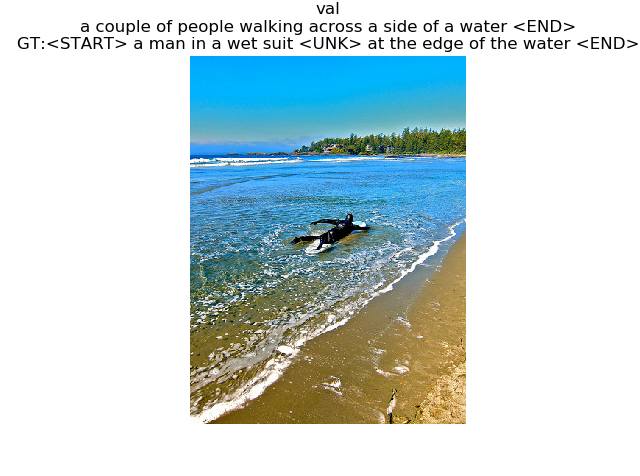 val
a couple of people walking across a side of a water <END>
GT:<START> a man in a wet suit <UNK> at the edge of the water <END>